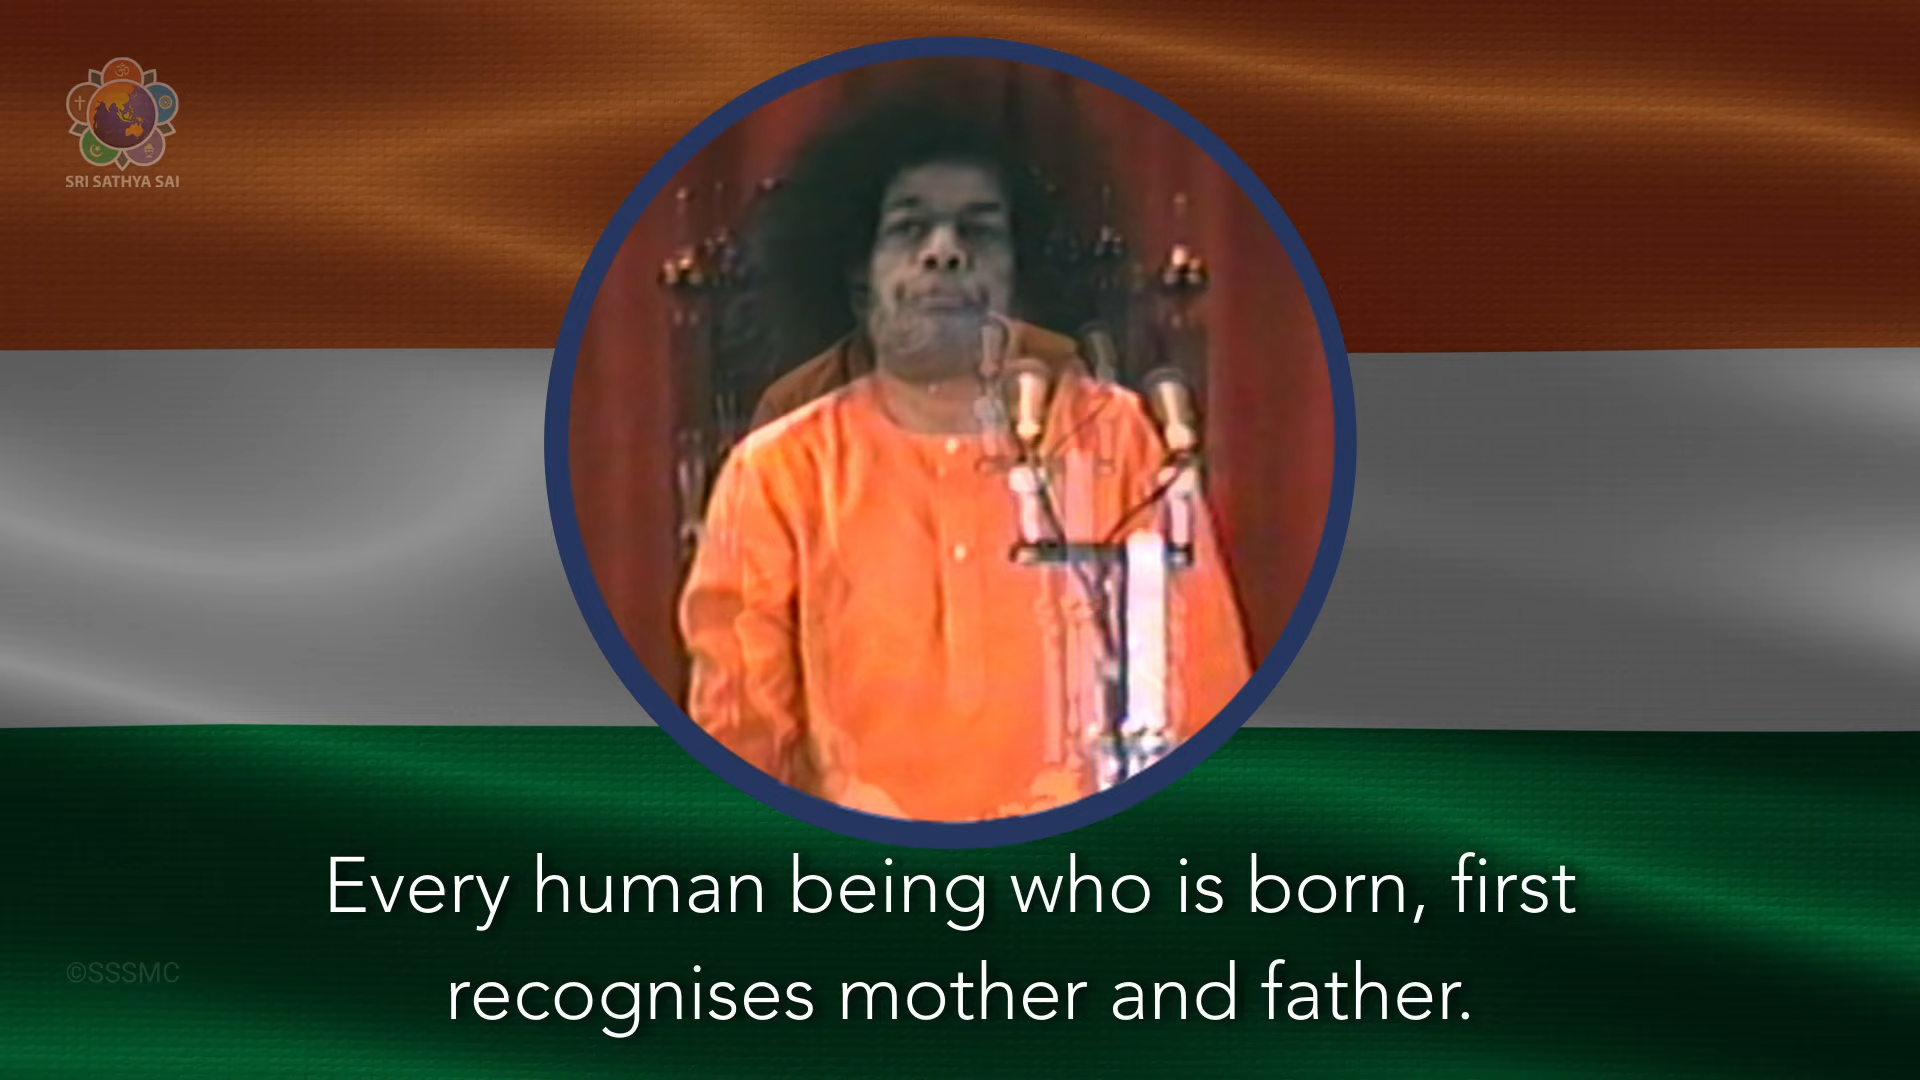 SRI SATHYA SAI
Every human being who is born, first
©SSSMC
recognises mother and father.